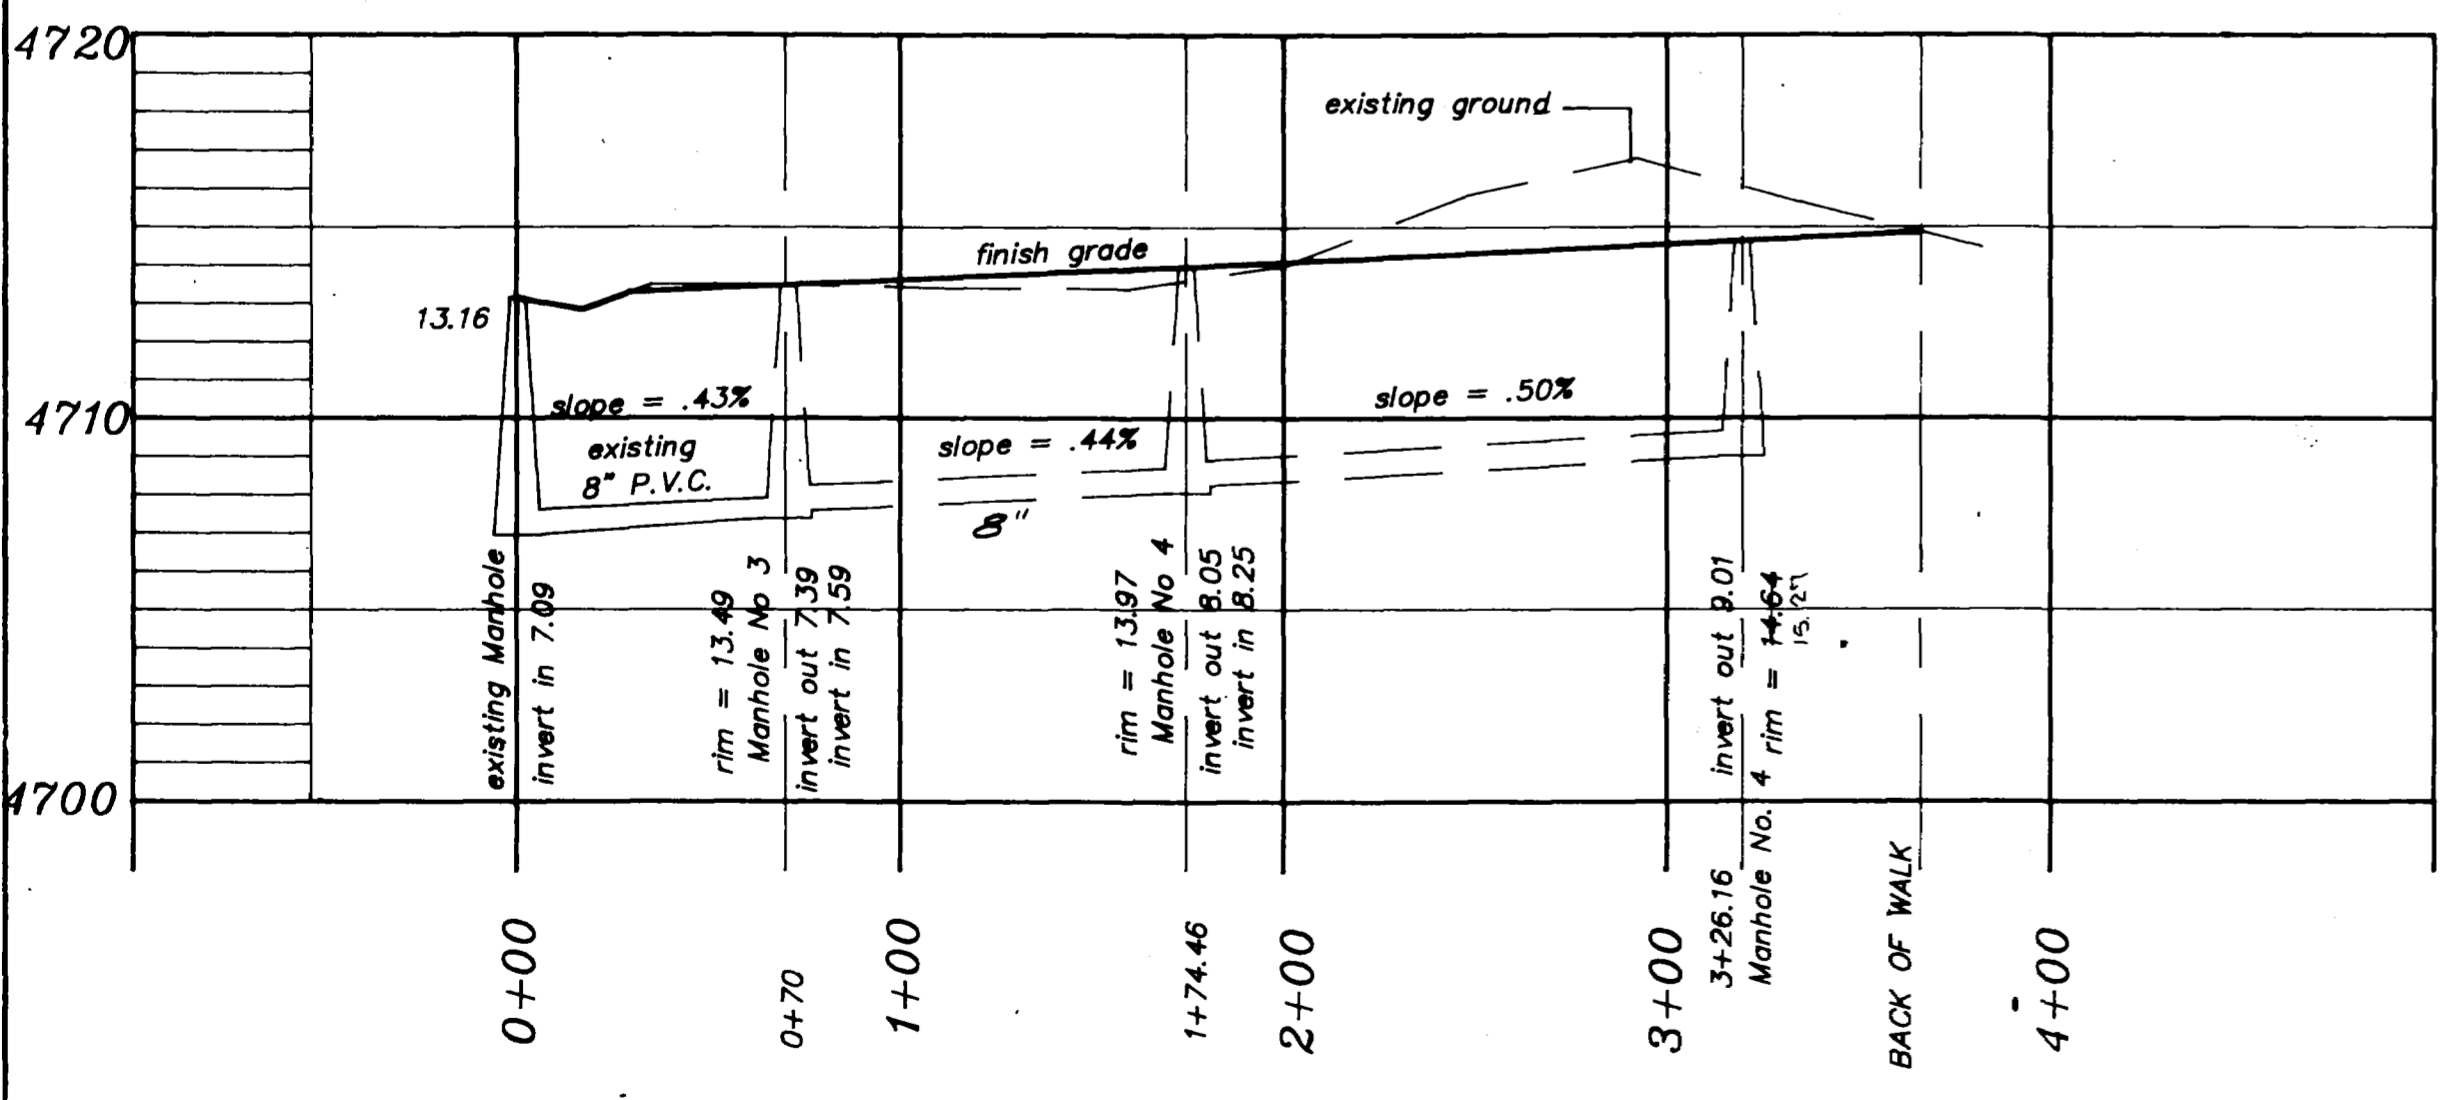 4720
existing ground
finish grade
13.16
slope = .43%
slope = .50%
4710
existing
8" P.V.C.
slope = .44%
8"
existing Manhole
invert in 7.09
rim = 13.49
Manhole No 3
invert out 7.39
invert in 7.59
rim = 13.97
Manhole No 4
invert out 8.05
invert in 8.25
3+26.16 invert out 9.01
Manhole No. 4 rim = 14.64
15.27
4700
0+00
0+70
1+00
1+74.46
2+00
3+00
BACK OF WALK
4+00